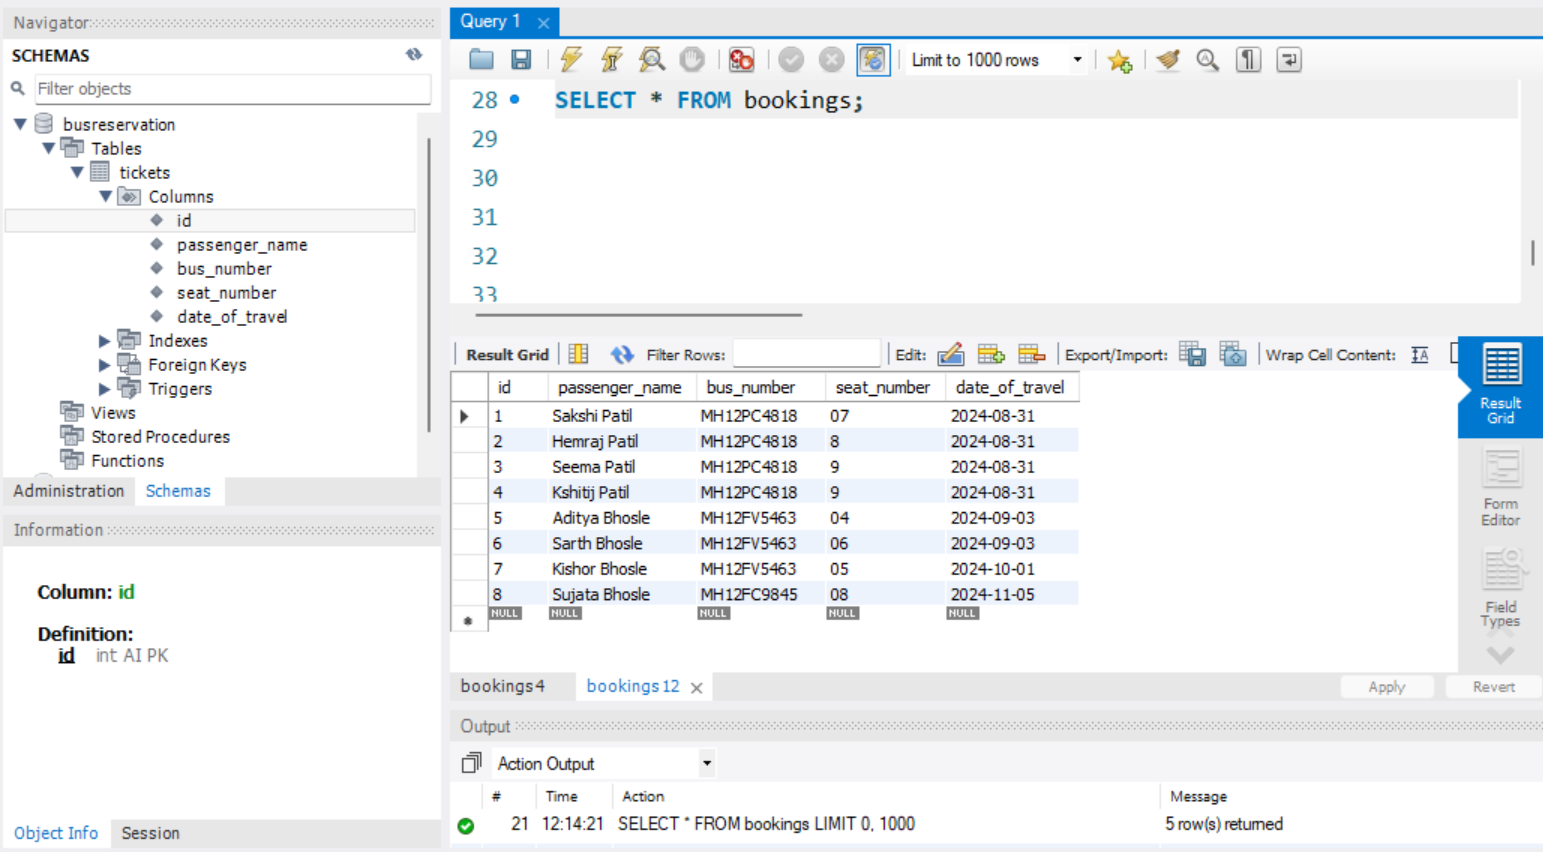 Navigator
SCHEMAS
Filter objects
busreservation
Tables
tickets
Columns
id
passenger_name
bus_number
seat_number
date_of_travel
Indexes
Foreign Keys
Triggers
Views
Stored Procedures
Functions
Administration Schemas
Information
Column: id
Definition:
id int AI PK
Object Info Session
Query 1
Limit to 1000 rows
28 SELECT * FROM bookings;
29
30
31
32
33
Result Grid Filter Rows: Edit: Export/Import: Wrap Cell Content:
id passenger_name bus_number seat_number date_of_travel
1 Sakshi Patil MH12PC4818 07 2024-08-31
2 Hemraj Patil MH12PC4818 8 2024-08-31
3 Seema Patil MH12PC4818 9 2024-08-31
4 Kshitij Patil MH12PC4818 9 2024-08-31
5 Aditya Bhosle MH12FV5463 04 2024-09-03
6 Sarth Bhosle MH12FV5463 06 2024-09-03
7 Kishor Bhosle MH12FV5463 05 2024-10-01
8 Sujata Bhosle MH12FC9845 08 2024-11-05
NULL NULL NULL NULL NULL
Result
Grid
Form
Editor
Field
Types
bookings4 bookings12
Apply Revert
Output
Action Output
# Time Action Message
21 12:14:21 SELECT * FROM bookings LIMIT 0, 1000 5 row(s) returned